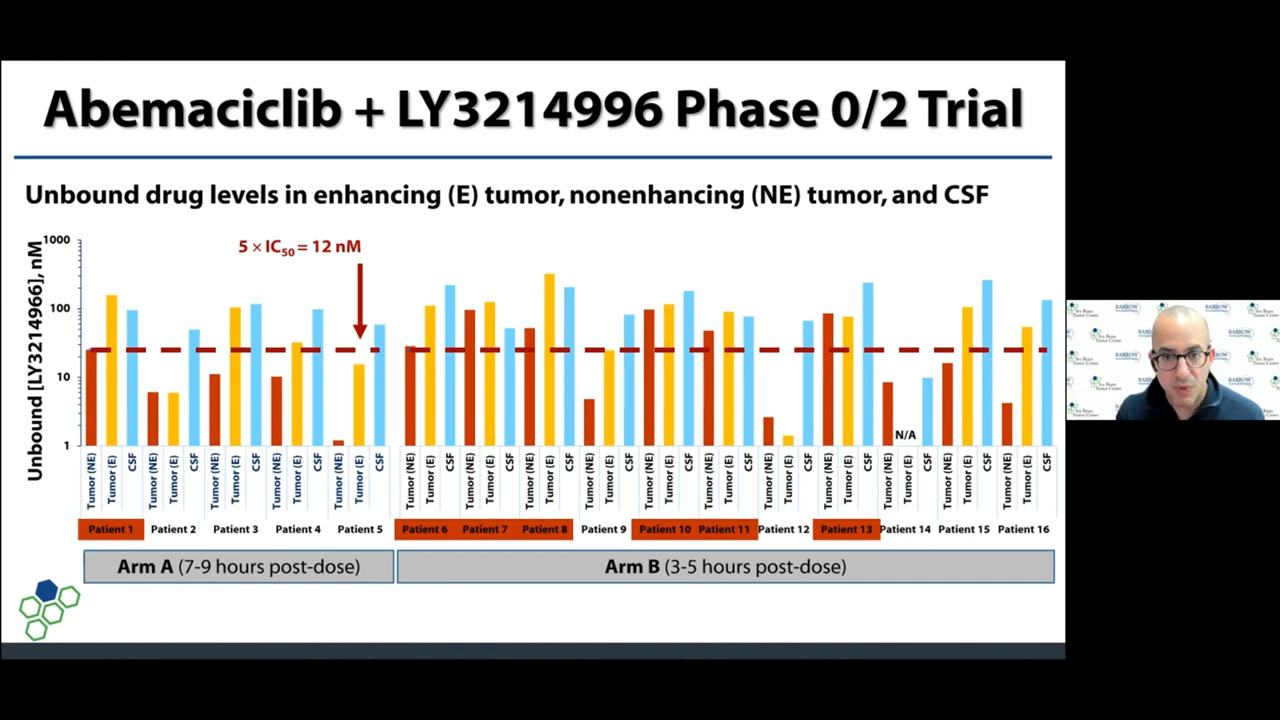 Abemaciclib + LY3214996 Phase 0/2 Trial
Unbound drug levels in enhancing (E) tumor, nonenhancing (NE) tumor, and CSF
5 × IC50 = 12 nM
Unbound [LY3214966], nM
1000
100
10
1
N/A
Tumor (NE) Tumor (E) CSF Tumor (NE) Tumor (E) CSF Tumor (NE) Tumor (E) CSF Tumor (NE) Tumor (E) CSF Tumor (NE) Tumor (E) CSF Tumor (NE) Tumor (E) CSF Tumor (NE) Tumor (E) CSF Tumor (NE) Tumor (E) CSF Tumor (NE) Tumor (E) CSF Tumor (NE) Tumor (E) CSF Tumor (NE) Tumor (E) CSF Tumor (NE) Tumor (E) CSF Tumor (NE) Tumor (E) CSF Tumor (NE) Tumor (E) CSF Tumor (NE) Tumor (E) CSF Tumor (NE) Tumor (E) CSF
Patient 1 Patient 2 Patient 3 Patient 4 Patient 5 Patient 6 Patient 7 Patient 8 Patient 9 Patient 10 Patient 11 Patient 12 Patient 13 Patient 14 Patient 15 Patient 16
Arm A (7-9 hours post-dose) Arm B (3-5 hours post-dose)
BARROW